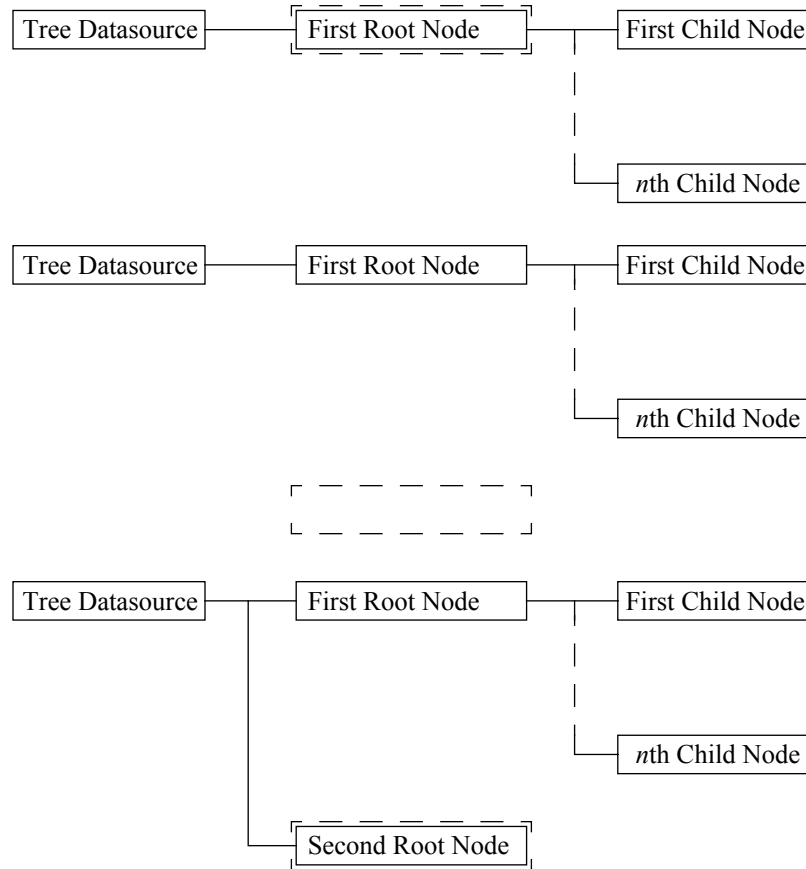 Tree Datasource First Root Node First Child Node
nth Child Node
Tree Datasource First Root Node First Child Node
nth Child Node
Tree Datasource First Root Node First Child Node
nth Child Node
Second Root Node